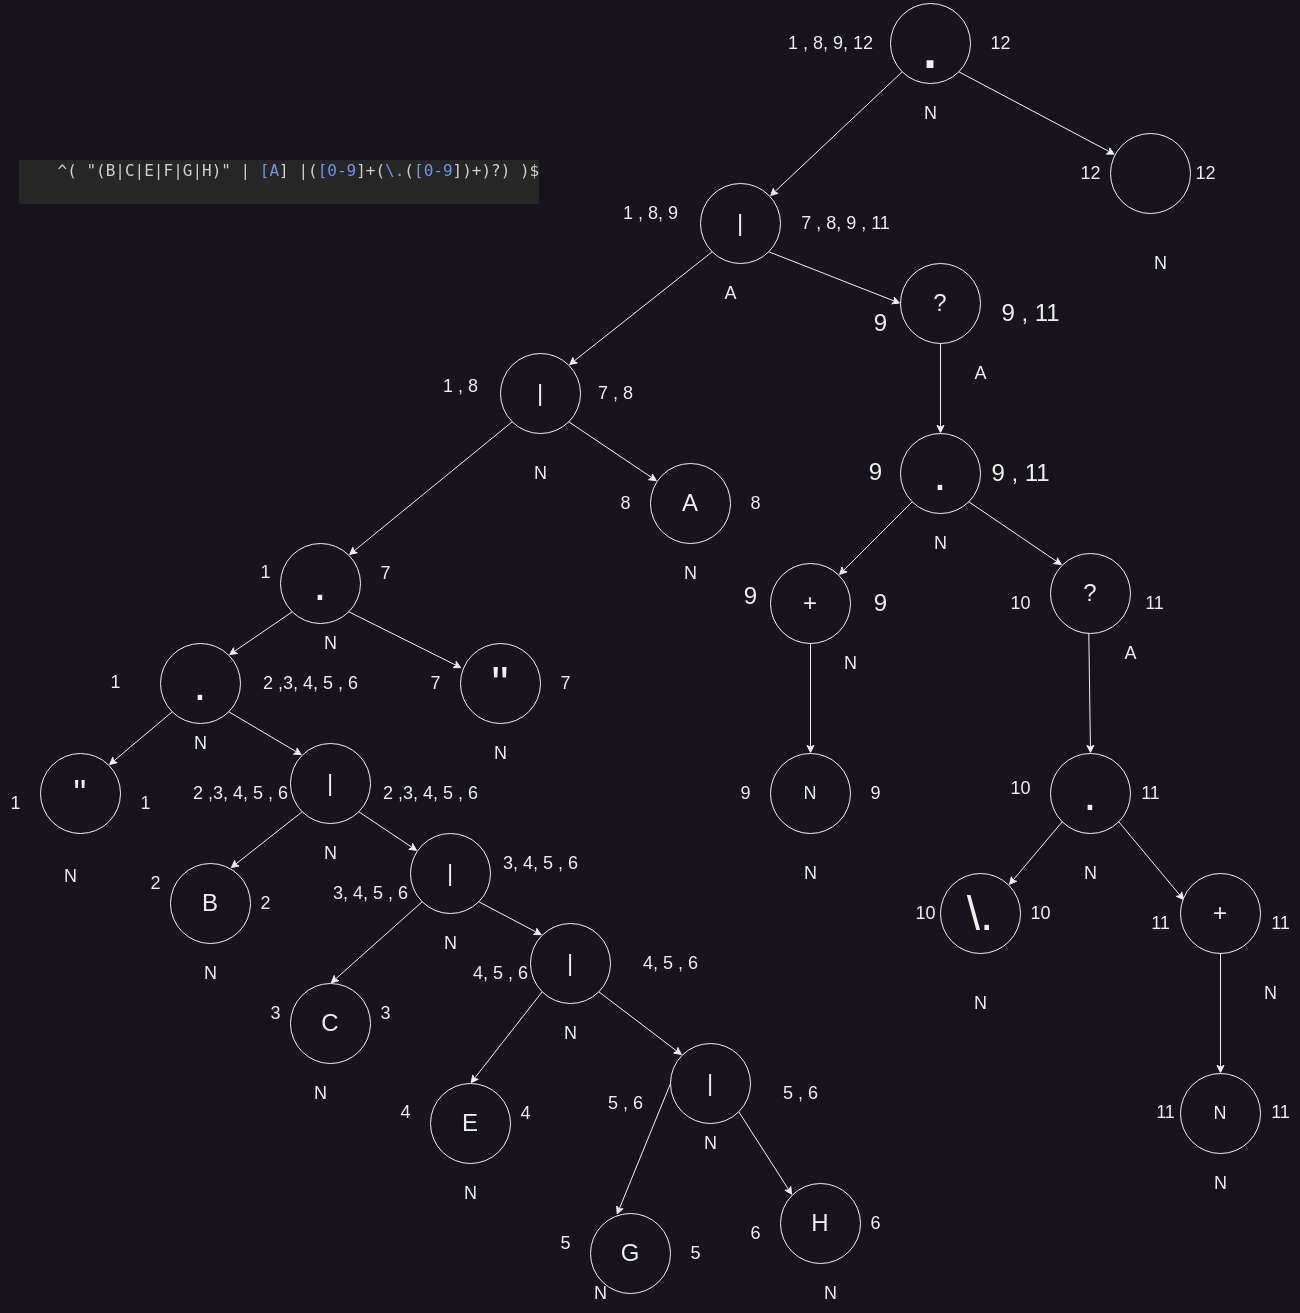 1 , 8, 9, 12 . 12
N
^( "(B|C|E|F|G|H)" | [A] |([0-9]+(\.([0-9])+)?) )$
12 12
N
1 , 8, 9 | 7 , 8, 9 , 11
A
9 ? 9 , 11
A
1 , 8 | 7 , 8
N
9 . 9 , 11
N
8 A 8
N
1 . 7
N
9 + 9
N
10 ? 11
A
1 . 2 ,3, 4, 5 , 6
N
7 " 7
N
1 " 1
N
2 ,3, 4, 5 , 6 | 2 ,3, 4, 5 , 6
N
9 N 9
N
10 . 11
N
2 B 2
N
3, 4, 5 , 6 | 3, 4, 5 , 6
N
10 \. 10
N
11 + 11
N
4, 5 , 6 | 4, 5 , 6
N
3 C 3
N
5 , 6 | 5 , 6
N
4 E 4
N
11 N 11
N
5 G 5
N
6 H 6
N